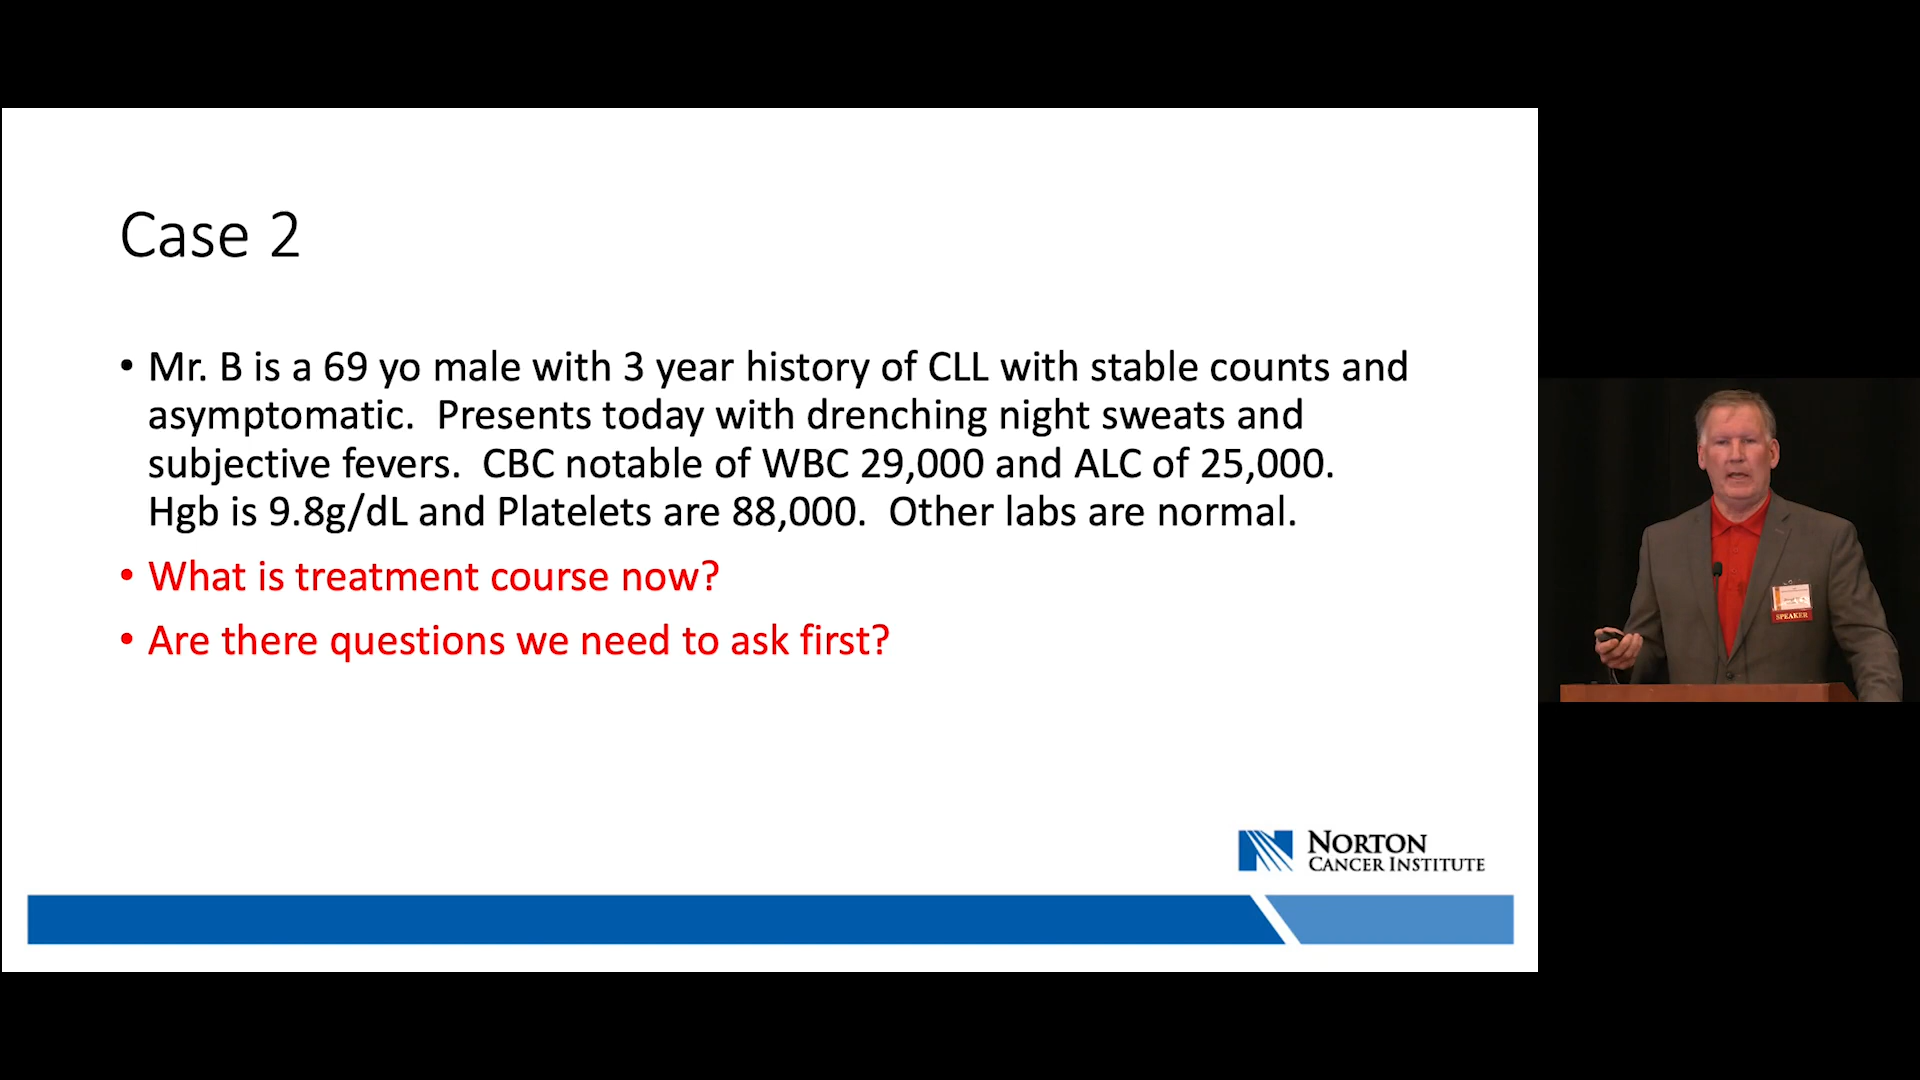 Case 2
• Mr. B is a 69 yo male with 3 year history of CLL with stable counts and
asymptomatic.  Presents today with drenching night sweats and
subjective fevers.  CBC notable of WBC 29,000 and ALC of 25,000.
Hgb is 9.8g/dL and Platelets are 88,000.  Other labs are normal.
• What is treatment course now?
• Are there questions we need to ask first?
NORTON
CANCER INSTITUTE
SPEAKER